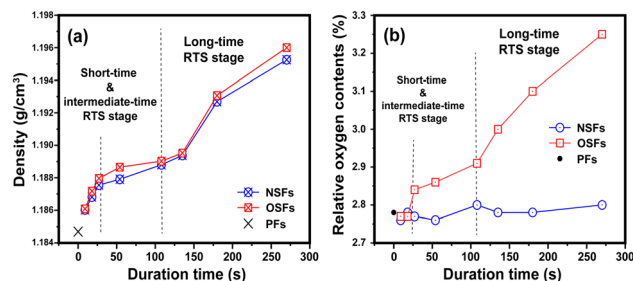 (a)
Long-time
RTS stage
Short-time
&
intermediate-time
RTS stage
NSFs
OSFs
PFs
1.198
1.196
1.194
1.192
1.190
1.188
1.186
1.184
Density (g/cm³)
0 50 100 150 200 250 300
Duration time (s)
(b)
Long-time
RTS stage
Short-time
&
intermediate-time
RTS stage
NSFs
OSFs
PFs
3.3
3.2
3.1
3.0
2.9
2.8
2.7
Relative oxygen contents (%)
0 50 100 150 200 250 300
Duration time (s)